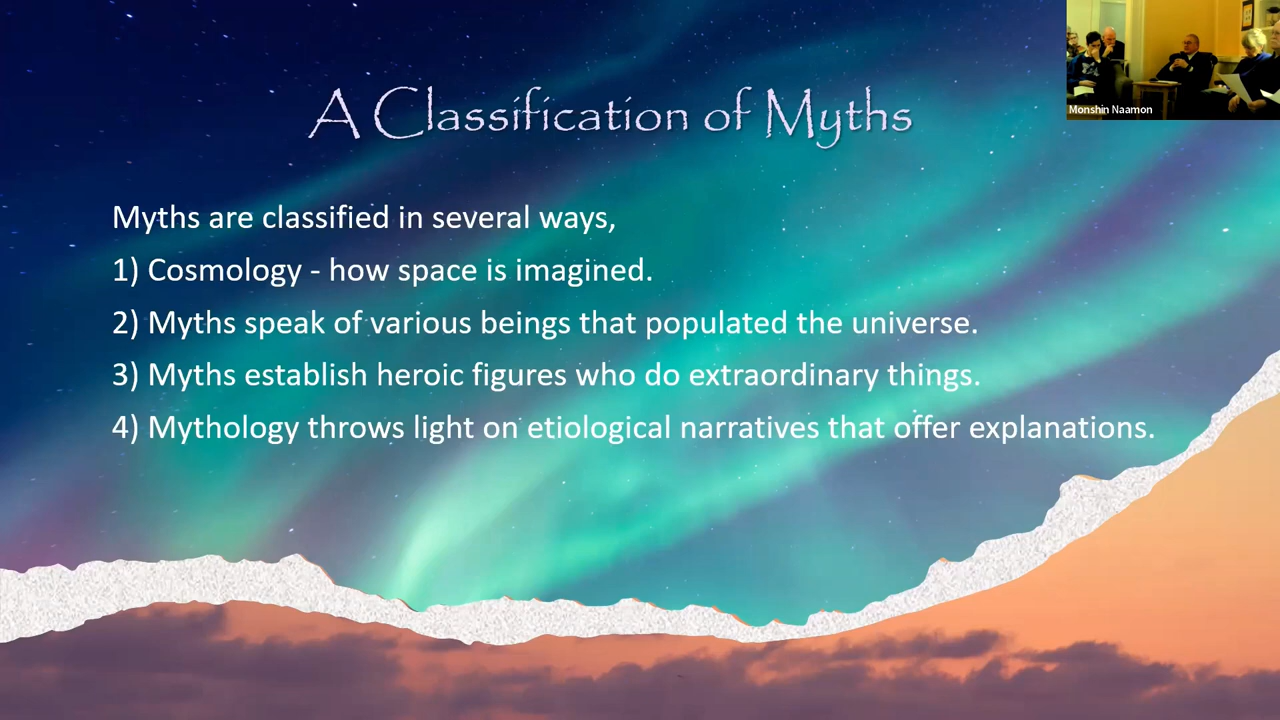 A Classification of Myths
Monshin Naamon
Myths are classified in several ways,
1) Cosmology - how space is imagined.
2) Myths speak of various beings that populated the universe.
3) Myths establish heroic figures who do extraordinary things.
4) Mythology throws light on etiological narratives that offer explanations.